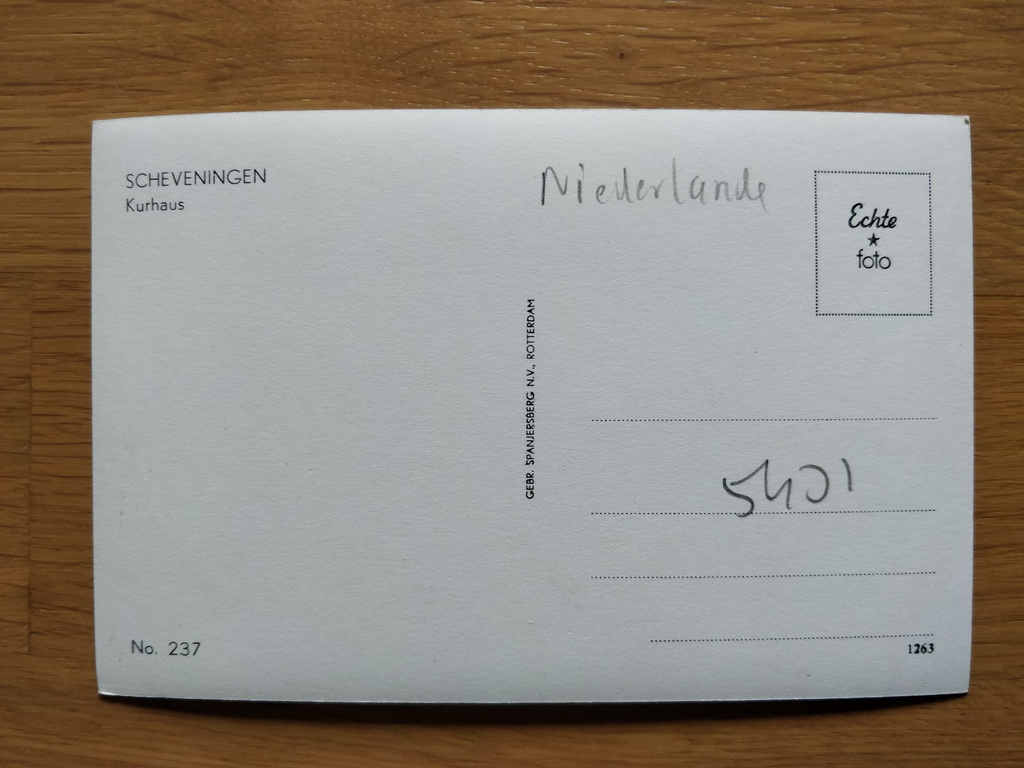 SCHEVENINGEN
Kurhaus
Niederlande
Echte
foto
GEBR. SPANJERSBERG N.V., ROTTERDAM
5401
No. 237
1263